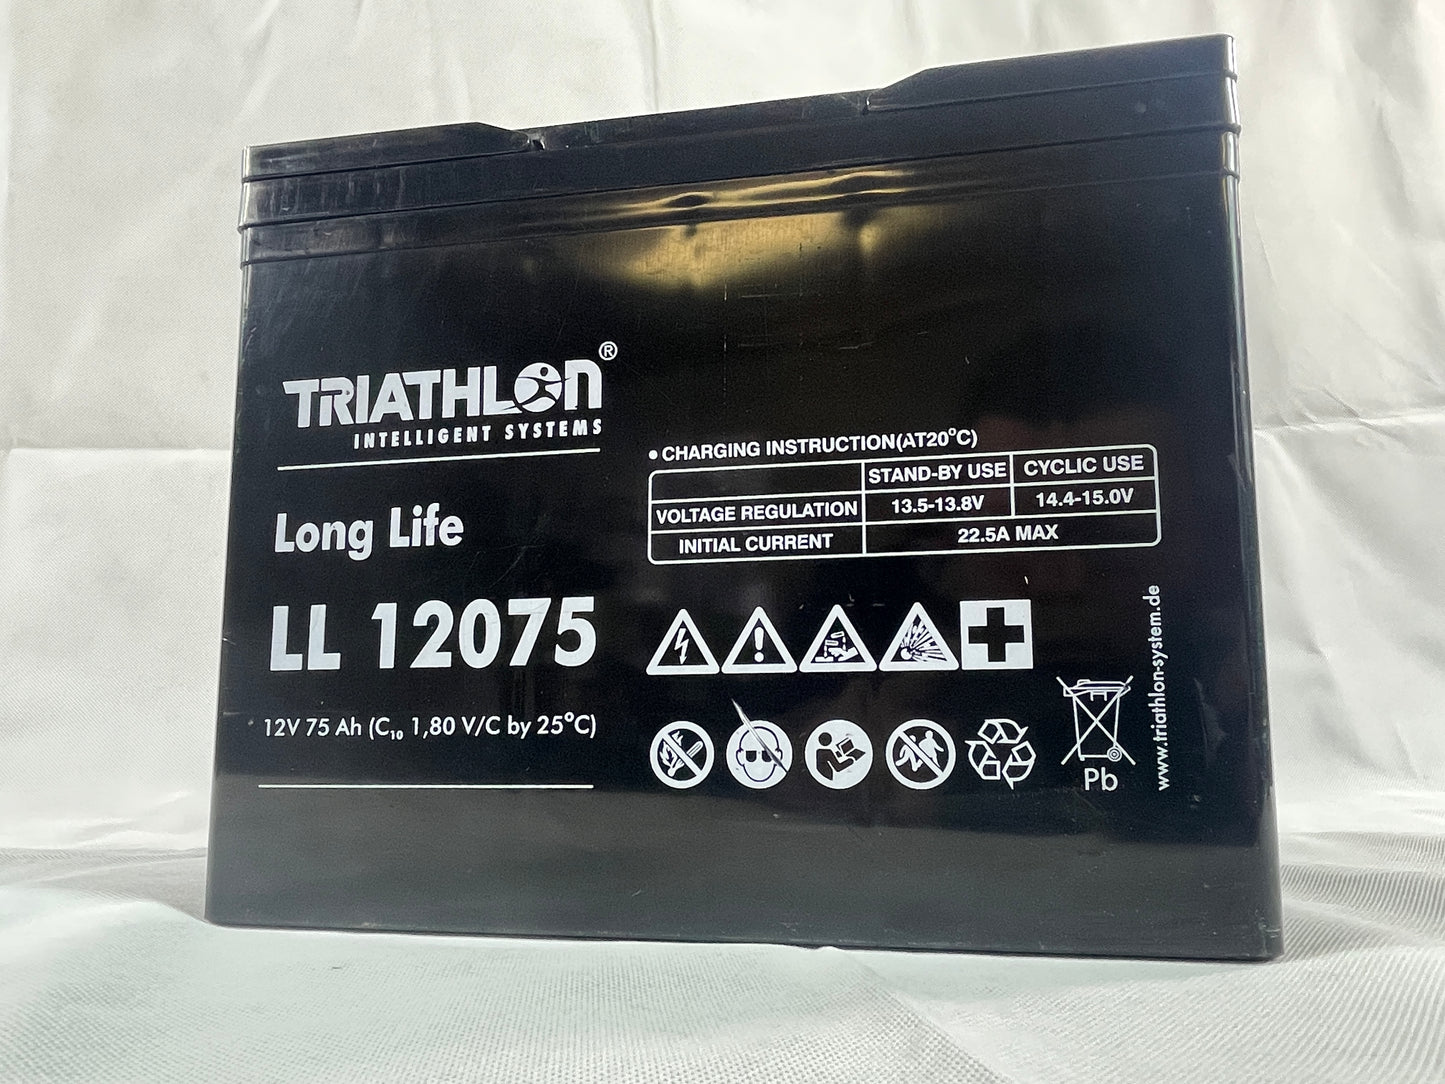 TRIATHLON®
INTELLIGENT SYSTEMS
Long Life
LL 12075
12V 75 Ah (C₁₀ 1,80 V/C by 25°C)
• CHARGING INSTRUCTION(AT20°C)
STAND-BY USE CYCLIC USE
VOLTAGE REGULATION 13.5-13.8V 14.4-15.0V
INITIAL CURRENT 22.5A MAX
Pb
www.triathlon-system.de